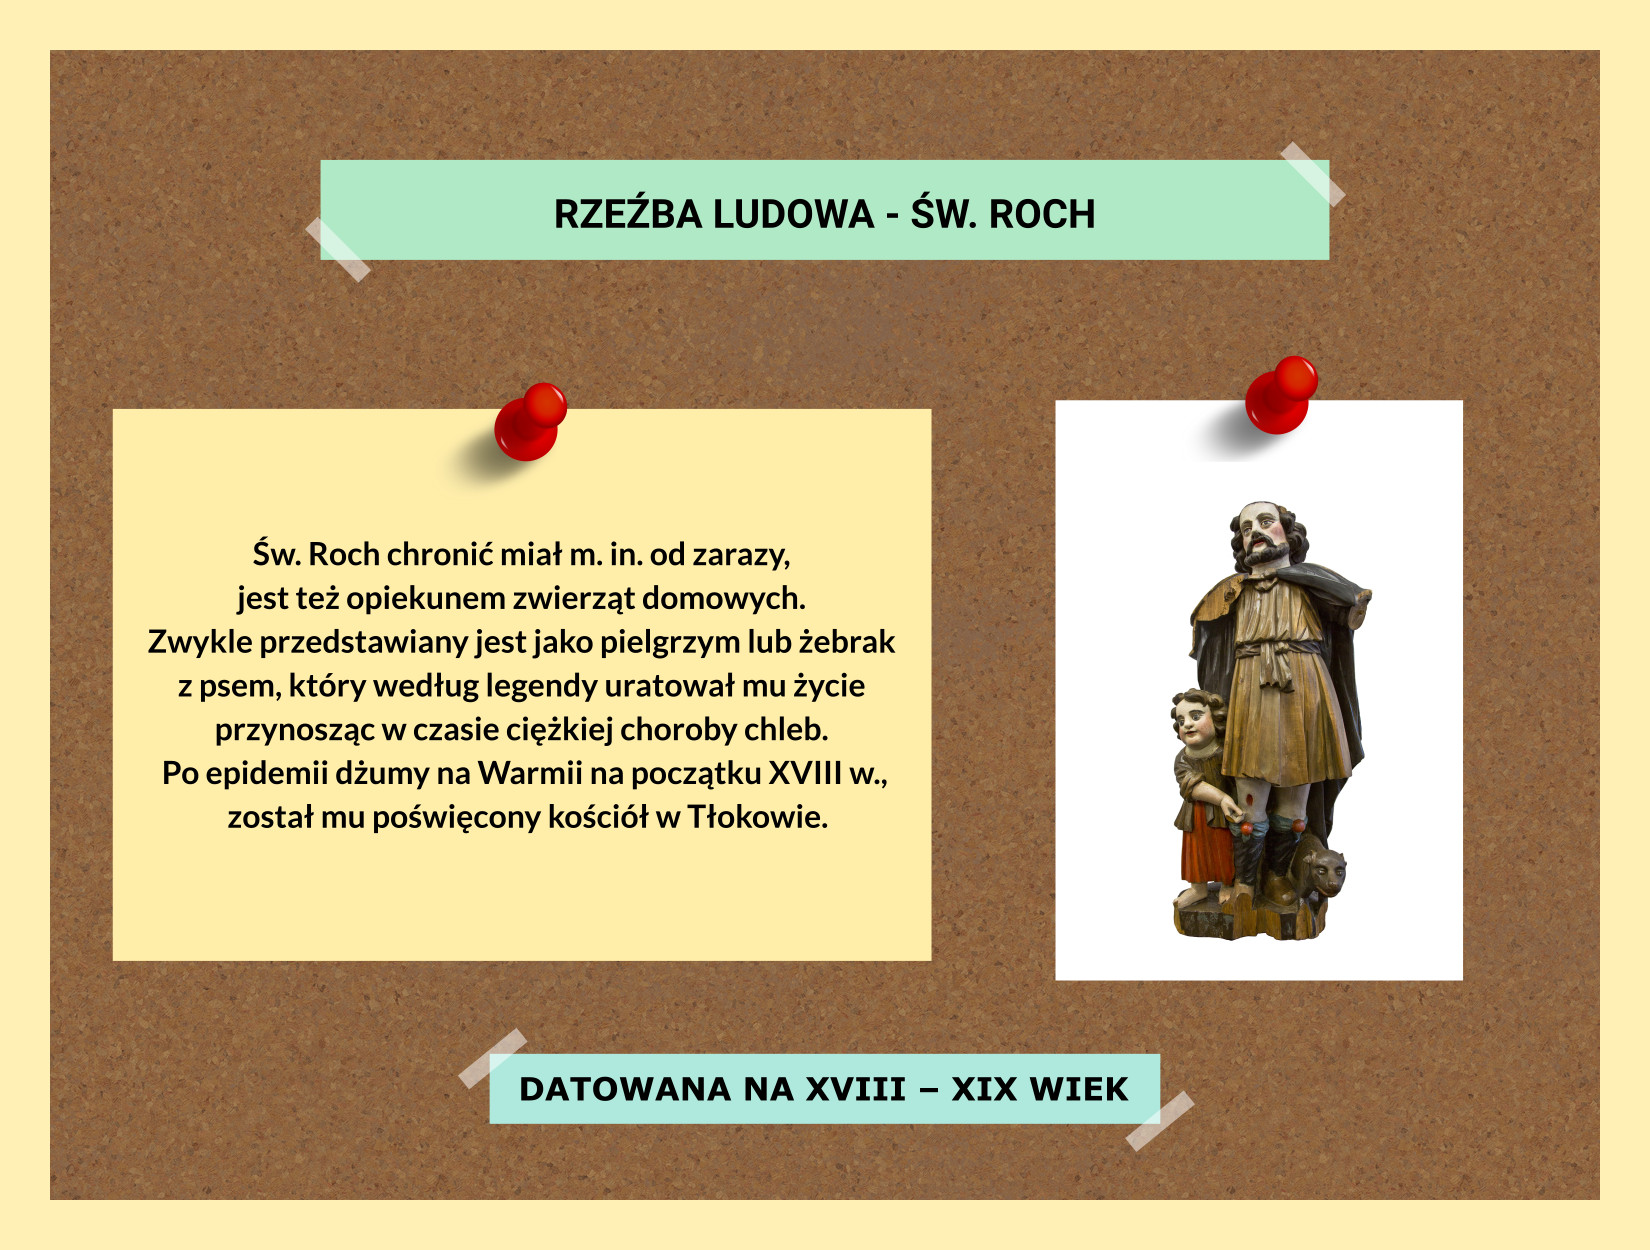 RZEŹBA LUDOWA - ŚW. ROCH
Św. Roch chronić miał m. in. od zarazy,
jest też opiekunem zwierząt domowych.
Zwykle przedstawiany jest jako pielgrzym lub żebrak
z psem, który według legendy uratował mu życie
przynosząc w czasie ciężkiej choroby chleb.
Po epidemii dżumy na Warmii na początku XVIII w.,
został mu poświęcony kościół w Tłokowie.
DATOWANA NA XVIII – XIX WIEK